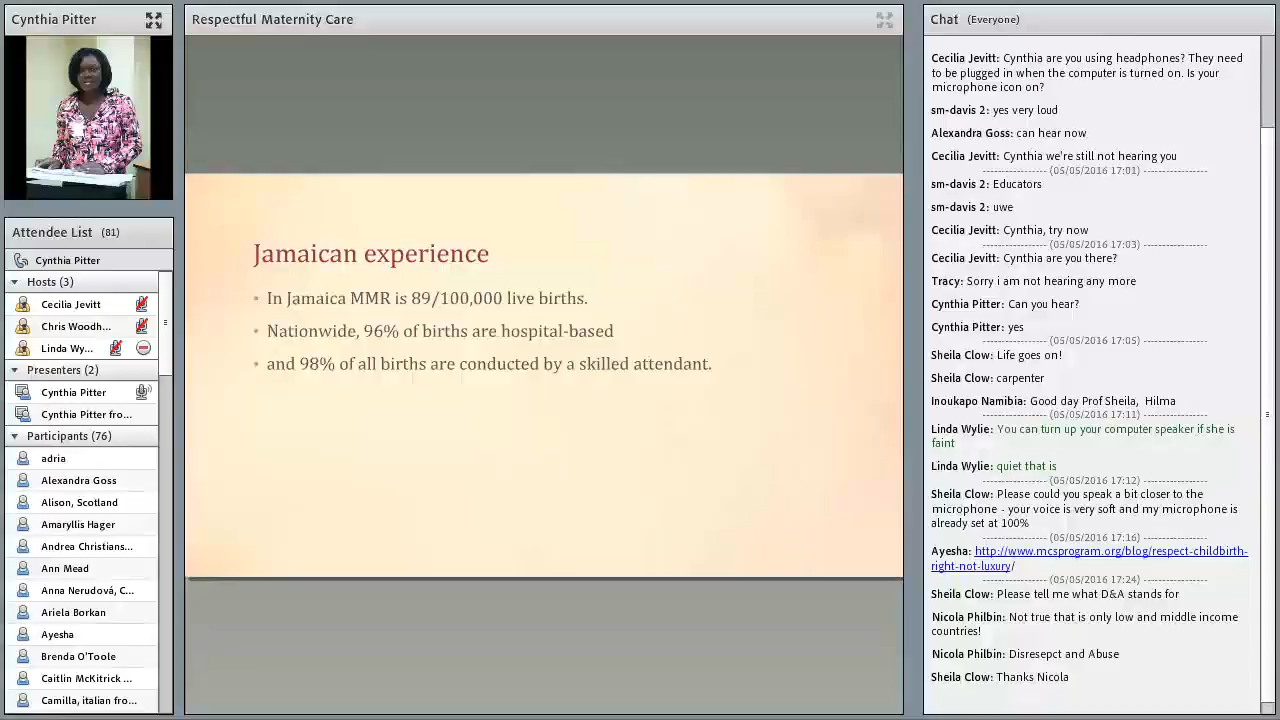 Cynthia Pitter
Attendee List (81)
Cynthia Pitter
Hosts (3)
Cecilia Jevitt
Chris Woodh...
Linda Wy...
Presenters (2)
Cynthia Pitter
Cynthia Pitter fro...
Participants (76)
adria
Alexandra Goss
Alison, Scotland
Amaryllis Hager
Andrea Christians...
Ann Mead
Anna Nerudová, C...
Ariela Borkan
Ayesha
Brenda O'Toole
Caitlin McKitrick ...
Camilla, italian fro...
Respectful Maternity Care
Jamaican experience
• In Jamaica MMR is 89/100,000 live births.
• Nationwide, 96% of births are hospital-based
• and 98% of all births are conducted by a skilled attendant.
Chat (Everyone)
Cecilia Jevitt: Cynthia are you using headphones? They need
to be plugged in when the computer is turned on. Is your
microphone icon on?
sm-davis 2: yes very loud
Alexandra Goss: can hear now
Cecilia Jevitt: Cynthia we're still not hearing you
------------------ (05/05/2016 17:01) ------------------
sm-davis 2: Educators
sm-davis 2: uwe
Cecilia Jevitt: Cynthia, try now
------------------ (05/05/2016 17:03) ------------------
Cecilia Jevitt: Cynthia are you there?
Tracy: Sorry i am not hearing any more
Cynthia Pitter: Can you hear?
Cynthia Pitter: yes
------------------ (05/05/2016 17:05) ------------------
Sheila Clow: Life goes on!
Sheila Clow: carpenter
Inoukapo Namibia: Good day Prof Sheila, Hilma
------------------ (05/05/2016 17:11) ------------------
Linda Wylie: You can turn up your computer speaker if she is
faint
Linda Wylie: quiet that is
------------------ (05/05/2016 17:12) ------------------
Sheila Clow: Please could you speak a bit closer to the
microphone - your voice is very soft and my microphone is
already set at 100%
------------------ (05/05/2016 17:16) ------------------
Ayesha: http://www.mcsprogram.org/blog/respect-childbirth-
right-not-luxury/
------------------ (05/05/2016 17:24) ------------------
Sheila Clow: Please tell me what D&A stands for
Nicola Philbin: Not true that is only low and middle income
countries!
Nicola Philbin: Disresepct and Abuse
Sheila Clow: Thanks Nicola